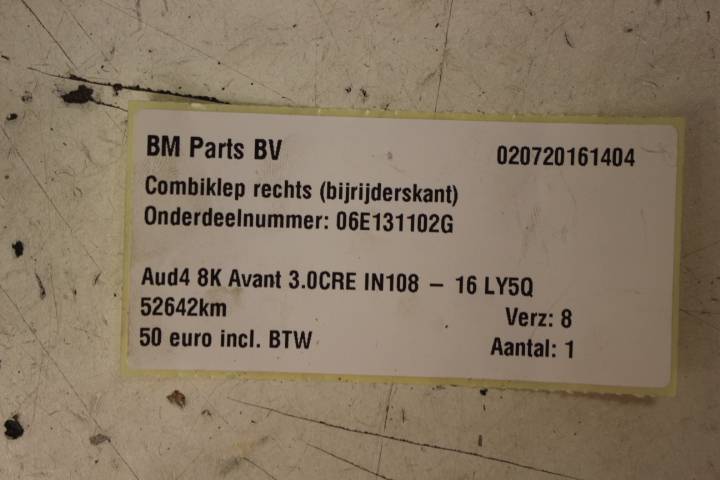 BM Parts BV 020720161404
Combiklep rechts (bijrijderskant)
Onderdeelnummer: 06E131102G
Aud4 8K Avant 3.0CRE IN108 – 16 LY5Q
52642km Verz: 8
50 euro incl. BTW Aantal: 1